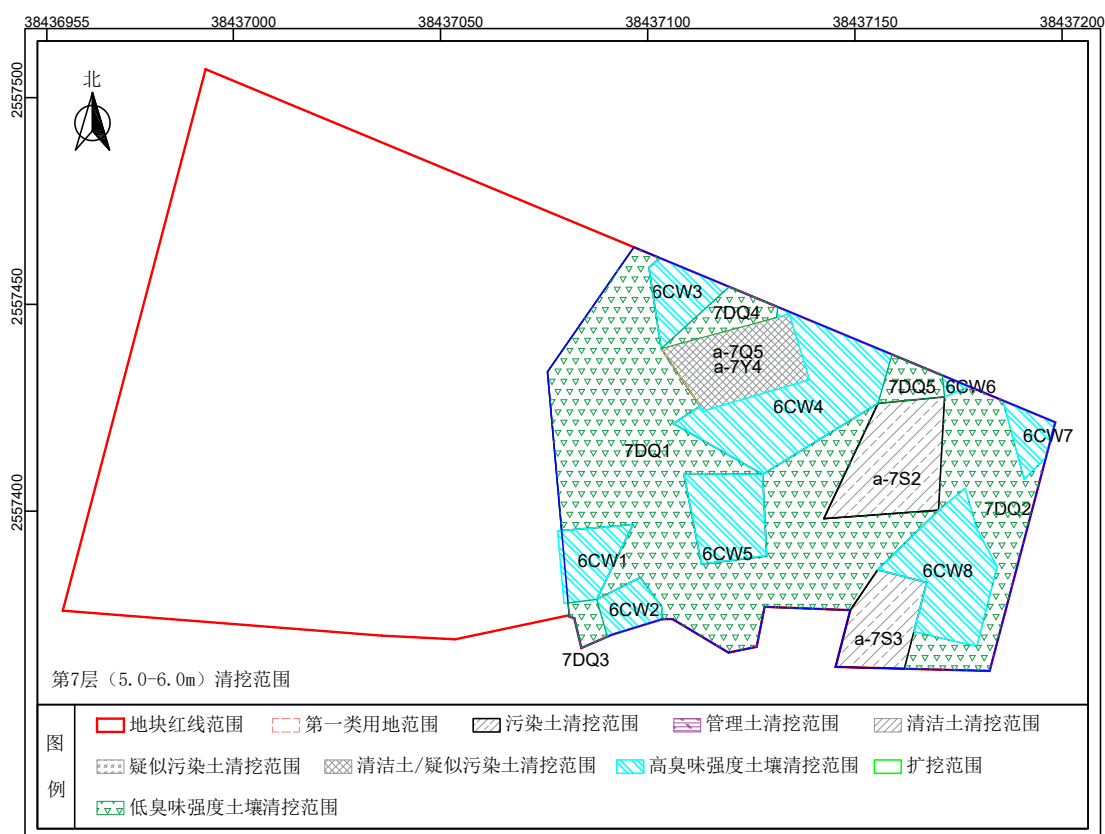 38436955 38437000 38437050 38437100 38437150 38437200
2557500
北
2557450
6CW3
7DQ4
a-7Q5
a-7Y4
7DQ5
6CW6
6CW4
6CW7
7DQ1
a-7S2
2557400
7DQ2
6CW1
6CW5
6CW8
6CW2
a-7S3
7DQ3
第7层（5.0-6.0m）清挖范围
图例
地块红线范围 第一类用地范围 污染土清挖范围 管理土清挖范围 清洁土清挖范围
疑似污染土清挖范围 清洁土/疑似污染土清挖范围 高臭味强度土壤清挖范围 扩挖范围
低臭味强度土壤清挖范围